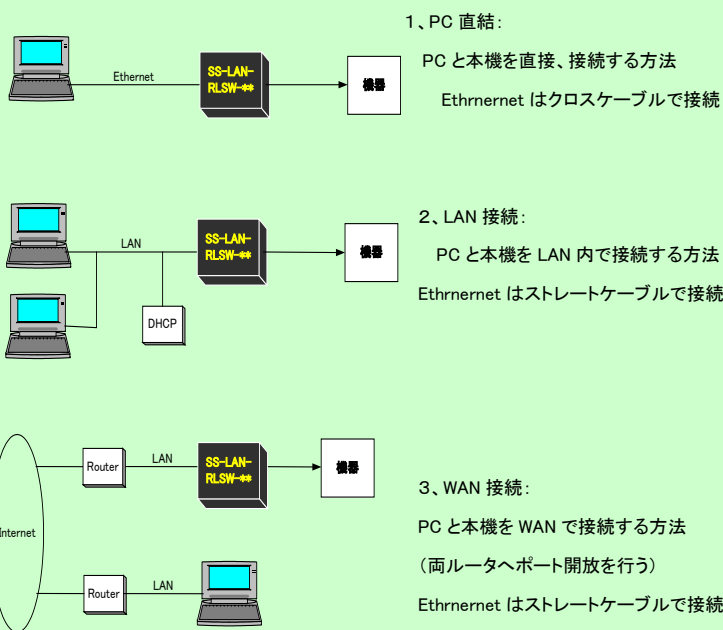 1、PC 直結：
PC と本機を直接、接続する方法
Ethrnernet はクロスケーブルで接続
Ethernet
SS-LAN-
RLSW-**
機器
2、LAN 接続：
PC と本機を LAN 内で接続する方法
Ethrnernet はストレートケーブルで接続
LAN
SS-LAN-
RLSW-**
機器
DHCP
3、WAN 接続：
PC と本機を WAN で接続する方法
（両ルータへポート開放を行う）
Ethrnernet はストレートケーブルで接続
Internet
Router
LAN
SS-LAN-
RLSW-**
機器
Router
LAN